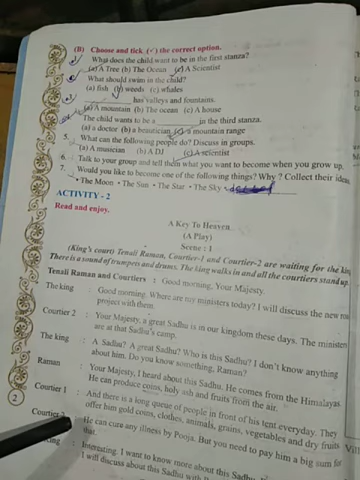 (B) Choose and tick (✓) the correct option.
What does the child want to be in the first stanza?
(a) A Tree (b) The Ocean (c) A Scientist
What should swim in the child?
(a) fish (b) weeds (c) whales
has valleys and fountains.
(a) A mountain (b) The ocean (c) A house
The child wants to be a in the third stanza.
(a) a doctor (b) a beautician (c) a mountain range
5. What can the following people do? Discuss in groups.
(a) A musician (b) A DJ (c) A scientist
6. Talk to your group and tell them what you want to become when you grow up.
7. Would you like to become one of the following things? Why? Collect their ideas
• The Moon • The Sun • The Star • The Sky •
ACTIVITY - 2
Read and enjoy.
A Key To Heaven
(A Play)
Scene : 1
(King's court) Tenali Raman, Courtier-1 and Courtier-2 are waiting for the king
There is a sound of trumpets and drums. The king walks in and all the courtiers stand up
Tenali Raman and Courtiers : Good morning, Your Majesty.
The king : Good morning. Where are my ministers today? I will discuss the new
project with them.
Courtier 2 : Your Majesty, a great Sadhu is in our kingdom these days. The ministers
are at that Sadhu's camp.
The king : A Sadhu? A great Sadhu? Who is this Sadhu? I don't know anything
about him. Do you know something, Raman?
Raman : Your Majesty, I heard about this Sadhu. He comes from the Himalayas
He can produce coins, holy ash and fruits from the air.
Courtier 1 : And there is a long queue of people in front of his tent everyday. They
offer him gold coins, clothes, animals, grains, vegetables and dry fruits
2
Courtier 2 : He can cure any illness by Pooja. But you need to pay him a big sum for
that.
king : Interesting. I want to know more about this Sadhu.
I will discuss about this Sadhu with